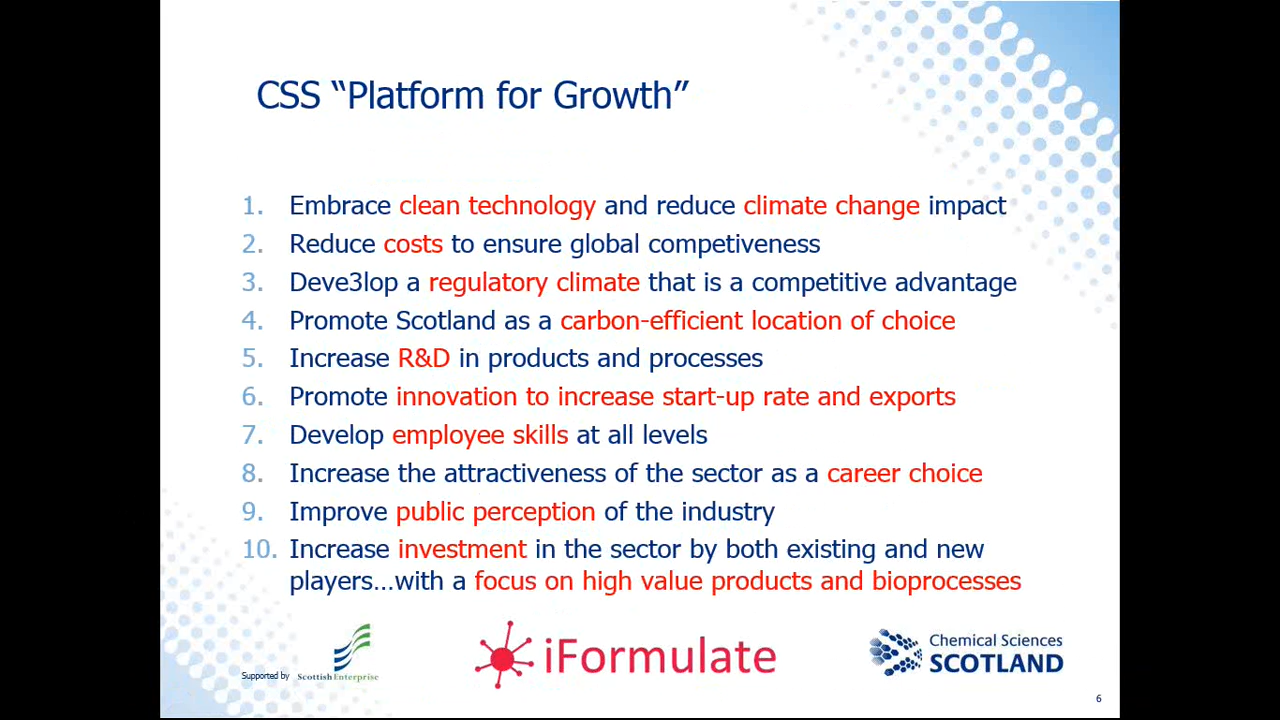 CSS “Platform for Growth”
1. Embrace clean technology and reduce climate change impact
2. Reduce costs to ensure global competiveness
3. Deve3lop a regulatory climate that is a competitive advantage
4. Promote Scotland as a carbon-efficient location of choice
5. Increase R&D in products and processes
6. Promote innovation to increase start-up rate and exports
7. Develop employee skills at all levels
8. Increase the attractiveness of the sector as a career choice
9. Improve public perception of the industry
10. Increase investment in the sector by both existing and new
players...with a focus on high value products and bioprocesses
Supported by Scottish Enterprise
iFormulate
Chemical Sciences
SCOTLAND
6